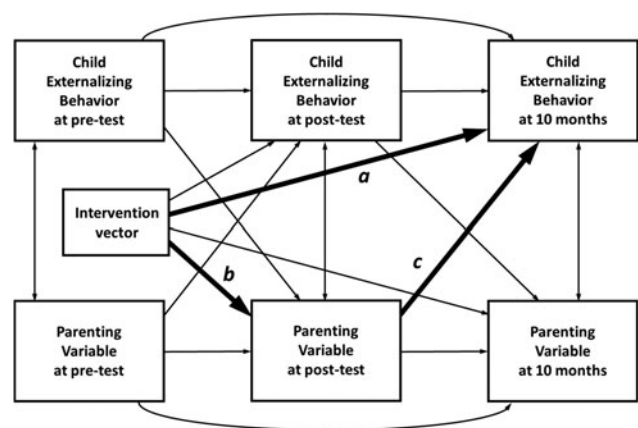 Child
Externalizing
Behavior
at pre-test
Child
Externalizing
Behavior
at post-test
Child
Externalizing
Behavior
at 10 months
a
Intervention
vector
b
c
Parenting
Variable
at pre-test
Parenting
Variable
at post-test
Parenting
Variable
at 10 months